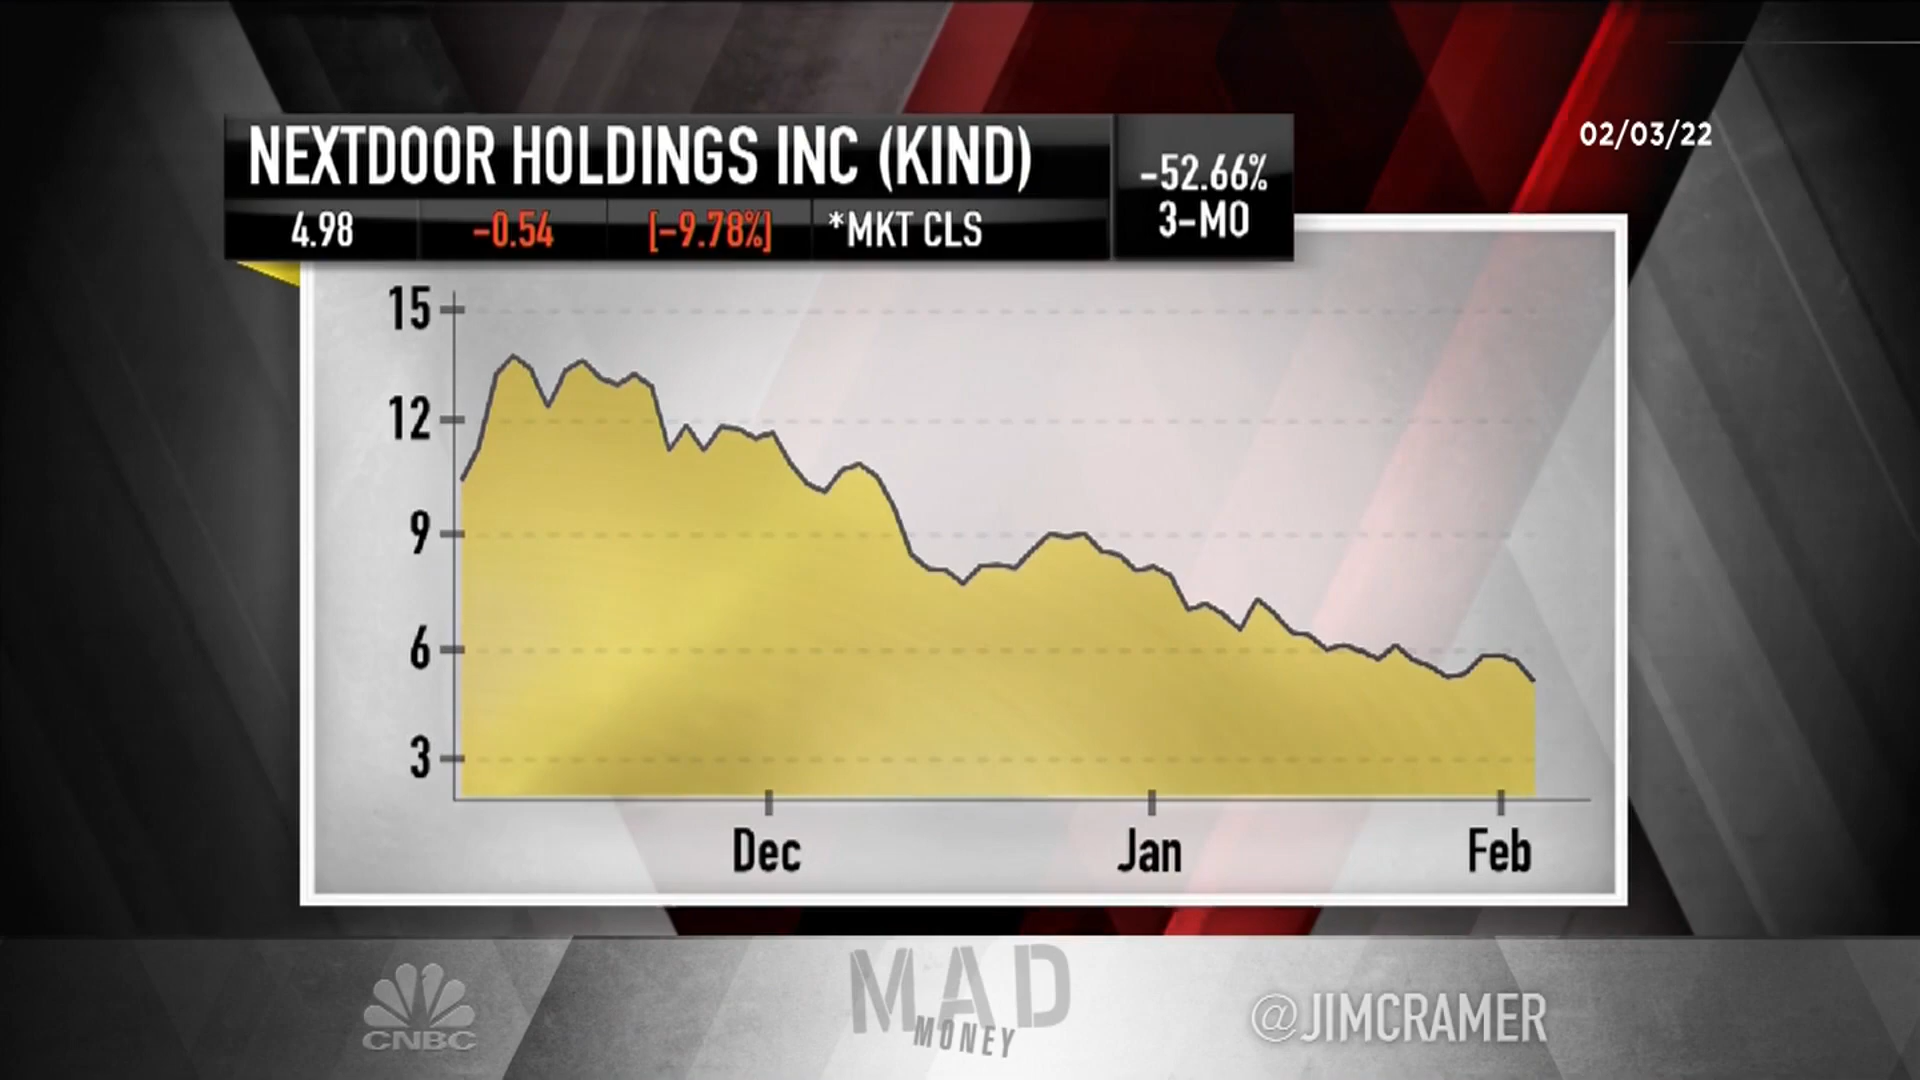 NEXTDOOR HOLDINGS INC (KIND)
4.98 -0.54 [-9.78%] *MKT CLS
-52.66%
3-MO
02/03/22
15
12
9
6
3
Dec Jan Feb
CNBC
MAD
MONEY
@JIMCRAMER